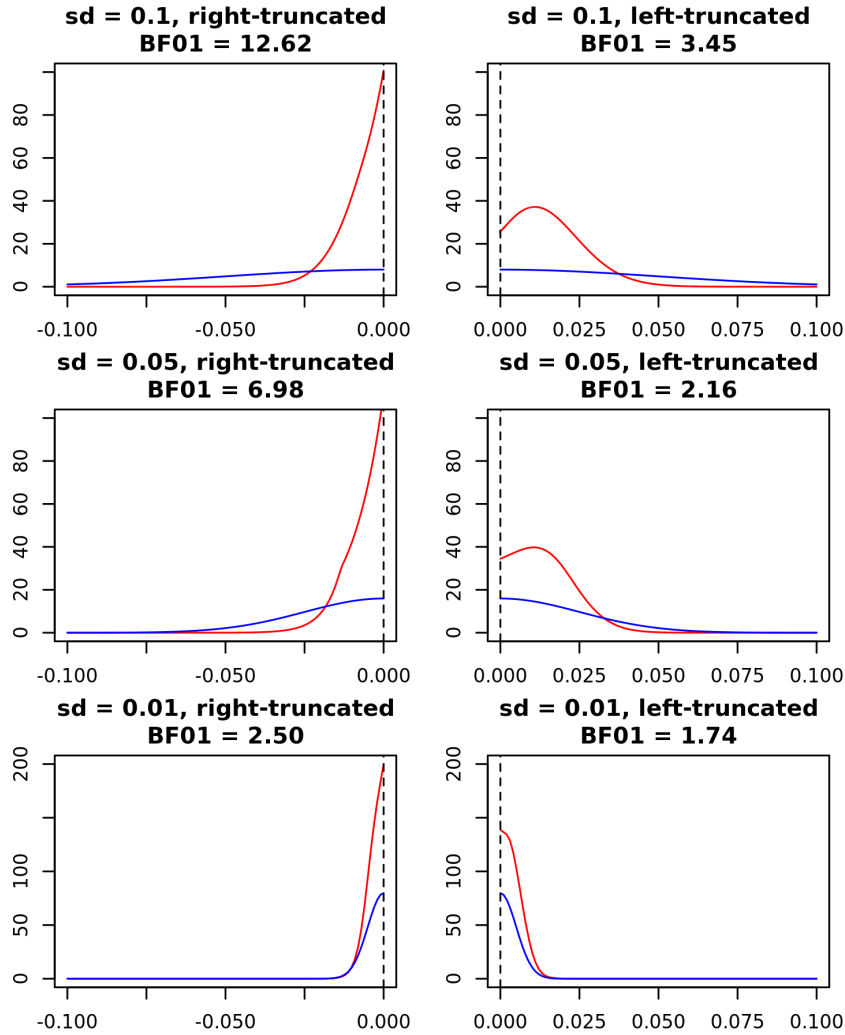 sd = 0.1, right-truncated
BF01 = 12.62
0 20 40 60 80
-0.100 -0.050 0.000
sd = 0.1, left-truncated
BF01 = 3.45
0 20 40 60 80
0.000 0.025 0.050 0.075 0.100
sd = 0.05, right-truncated
BF01 = 6.98
0 20 40 60 80
-0.100 -0.050 0.000
sd = 0.05, left-truncated
BF01 = 2.16
0 20 40 60 80
0.000 0.025 0.050 0.075 0.100
sd = 0.01, right-truncated
BF01 = 2.50
0 50 100 200
-0.100 -0.050 0.000
sd = 0.01, left-truncated
BF01 = 1.74
0 50 100 200
0.000 0.025 0.050 0.075 0.100